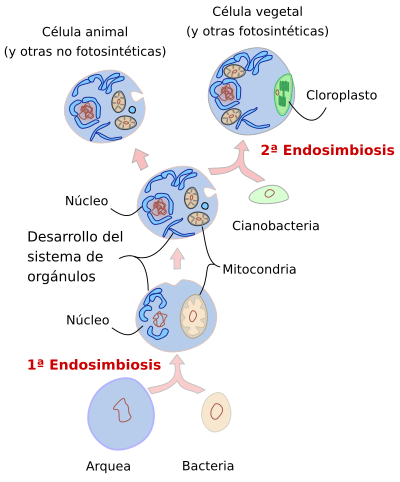 Célula animal
(y otras no fotosintéticas)
Célula vegetal
(y otras fotosintéticas)
Cloroplasto
2ª Endosimbiosis
Núcleo
Cianobacteria
Desarrollo del
sistema de
orgánulos
Mitocondria
Núcleo
1ª Endosimbiosis
Arquea
Bacteria